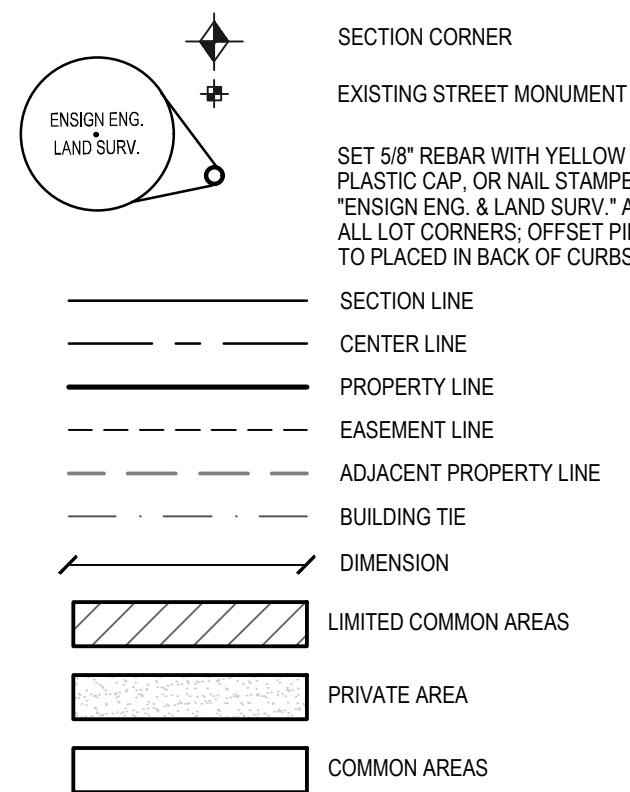 SECTION CORNER
EXISTING STREET MONUMENT
ENSIGN ENG.
LAND SURV.
SET 5/8" REBAR WITH YELLOW
PLASTIC CAP, OR NAIL STAMPE
"ENSIGN ENG. & LAND SURV." A
ALL LOT CORNERS; OFFSET PI
TO PLACED IN BACK OF CURBS
SECTION LINE
CENTER LINE
PROPERTY LINE
EASEMENT LINE
ADJACENT PROPERTY LINE
BUILDING TIE
DIMENSION
LIMITED COMMON AREAS
PRIVATE AREA
COMMON AREAS